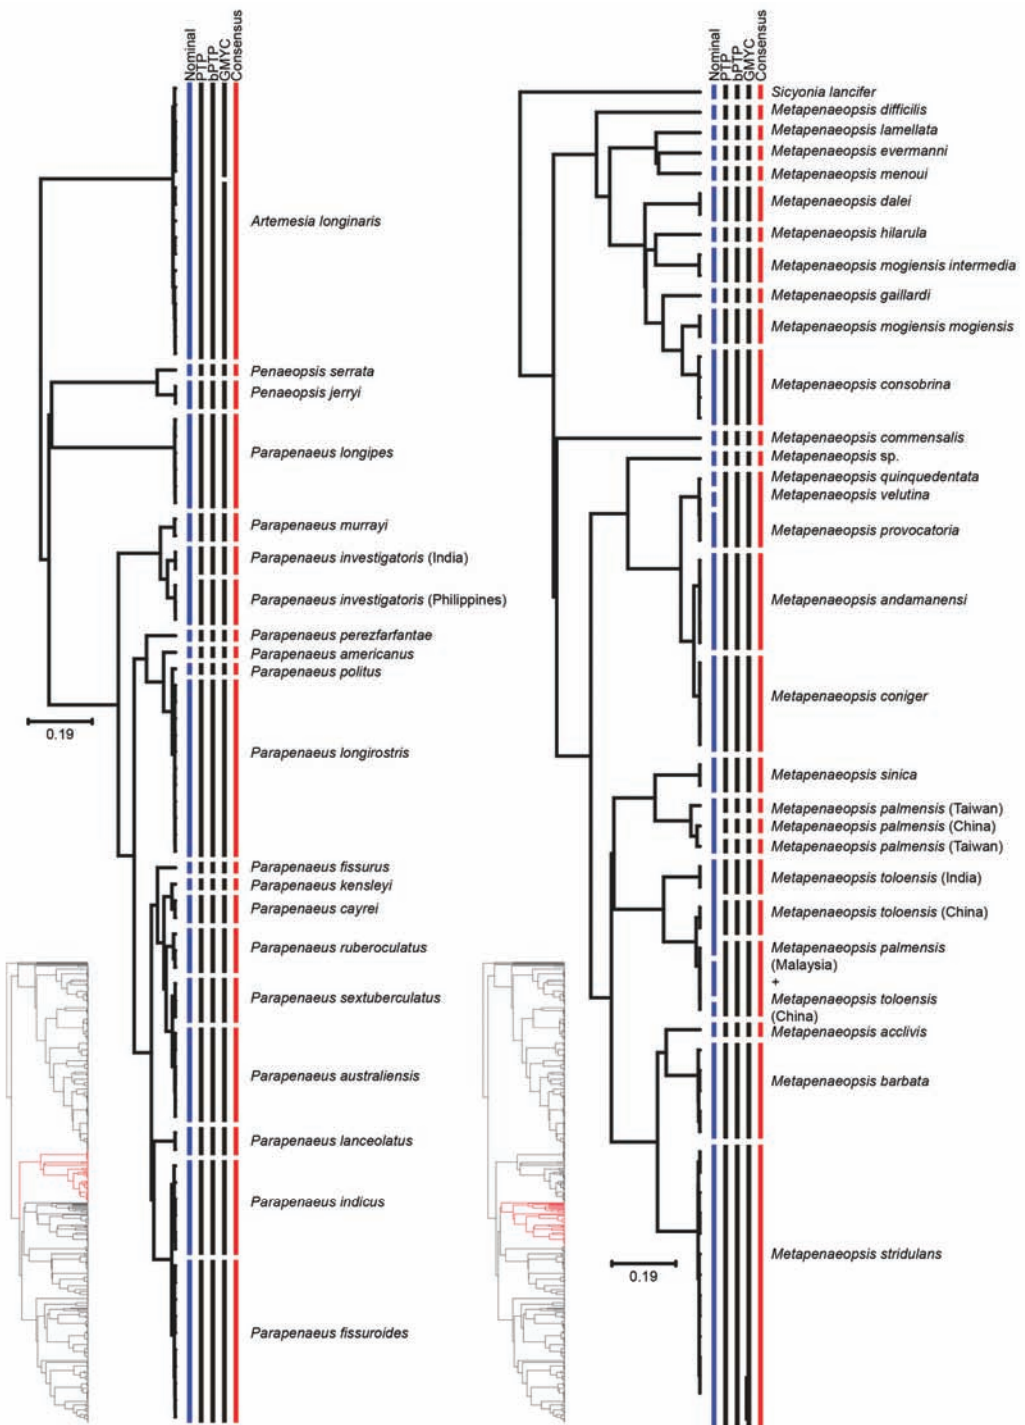 Nominal
PTP
bPTP
GMYC
Consensus
Artemesia longinaris
Penaeopsis serrata
Penaeopsis jerryi
Parapenaeus longipes
Parapenaeus murrayi
Parapenaeus investigatoris (India)
Parapenaeus investigatoris (Philippines)
Parapenaeus perezfarfantae
Parapenaeus americanus
Parapenaeus politus
Parapenaeus longirostris
0.19
Parapenaeus fissurus
Parapenaeus kensleyi
Parapenaeus cayrei
Parapenaeus ruberoculatus
Parapenaeus sextuberculatus
Parapenaeus australiensis
Parapenaeus lanceolatus
Parapenaeus indicus
Parapenaeus fissuroides
Nominal
PTP
bPTP
GMYC
Consensus
Sicyonia lancifer
Metapenaeopsis difficilis
Metapenaeopsis lamellata
Metapenaeopsis evermanni
Metapenaeopsis menoui
Metapenaeopsis dalei
Metapenaeopsis hilarula
Metapenaeopsis mogiensis intermedia
Metapenaeopsis gaillardi
Metapenaeopsis mogiensis mogiensis
Metapenaeopsis consobrina
Metapenaeopsis commensalis
Metapenaeopsis sp.
Metapenaeopsis quinquedentata
Metapenaeopsis velutina
Metapenaeopsis provocatoria
Metapenaeopsis andamanensi
Metapenaeopsis coniger
Metapenaeopsis sinica
Metapenaeopsis palmensis (Taiwan)
Metapenaeopsis palmensis (China)
Metapenaeopsis palmensis (Taiwan)
Metapenaeopsis toloensis (India)
Metapenaeopsis toloensis (China)
Metapenaeopsis palmensis
(Malaysia)
+
Metapenaeopsis toloensis
(China)
Metapenaeopsis acclivis
Metapenaeopsis barbata
Metapenaeopsis stridulans
0.19